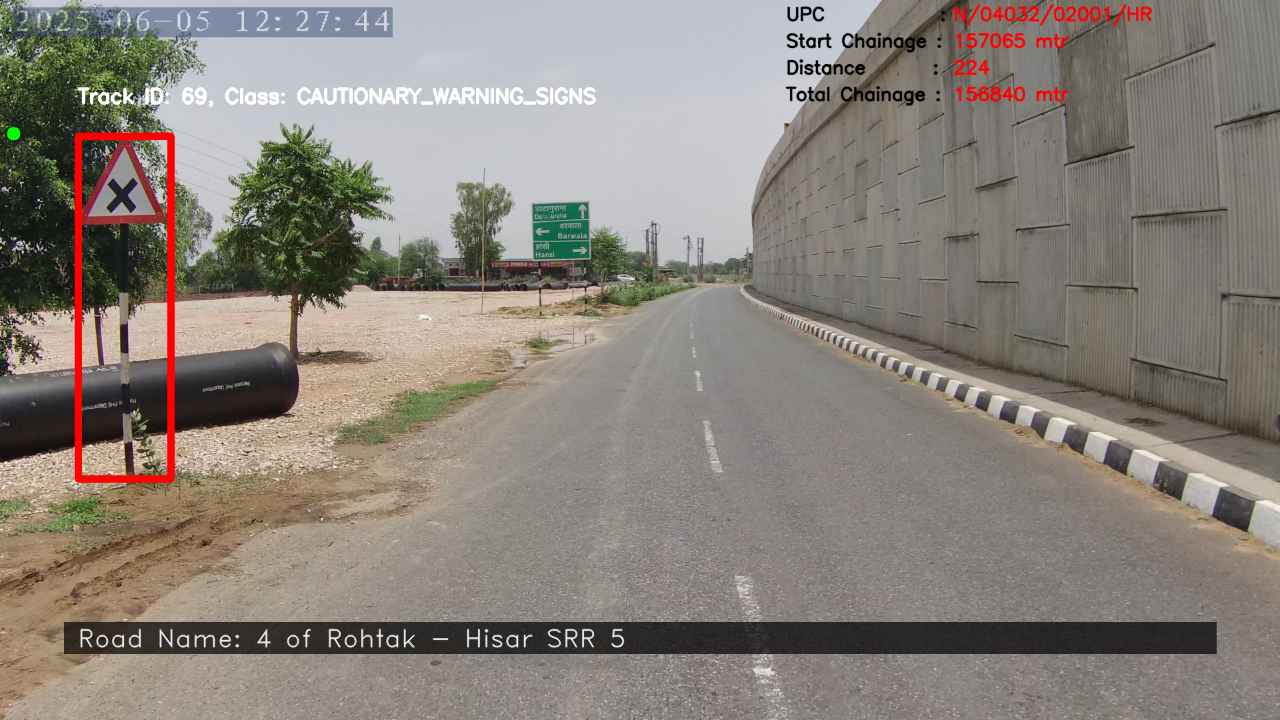 2025-06-05 12:27:44
UPC : N/04032/02001/HR
Start Chainage : 157065 mtr
Distance : 224
Total Chainage : 156840 mtr
Track ID: 69, Class: CAUTIONARY_WARNING_SIGNS
बरवाला
Barwala
हांसी
Hansi
Road Name: 4 of Rohtak - Hisar SRR 5